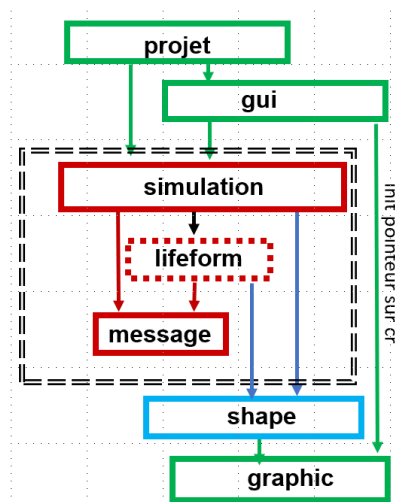 projet
gui
simulation
lifeform
message
shape
graphic
init pointeur sur cr